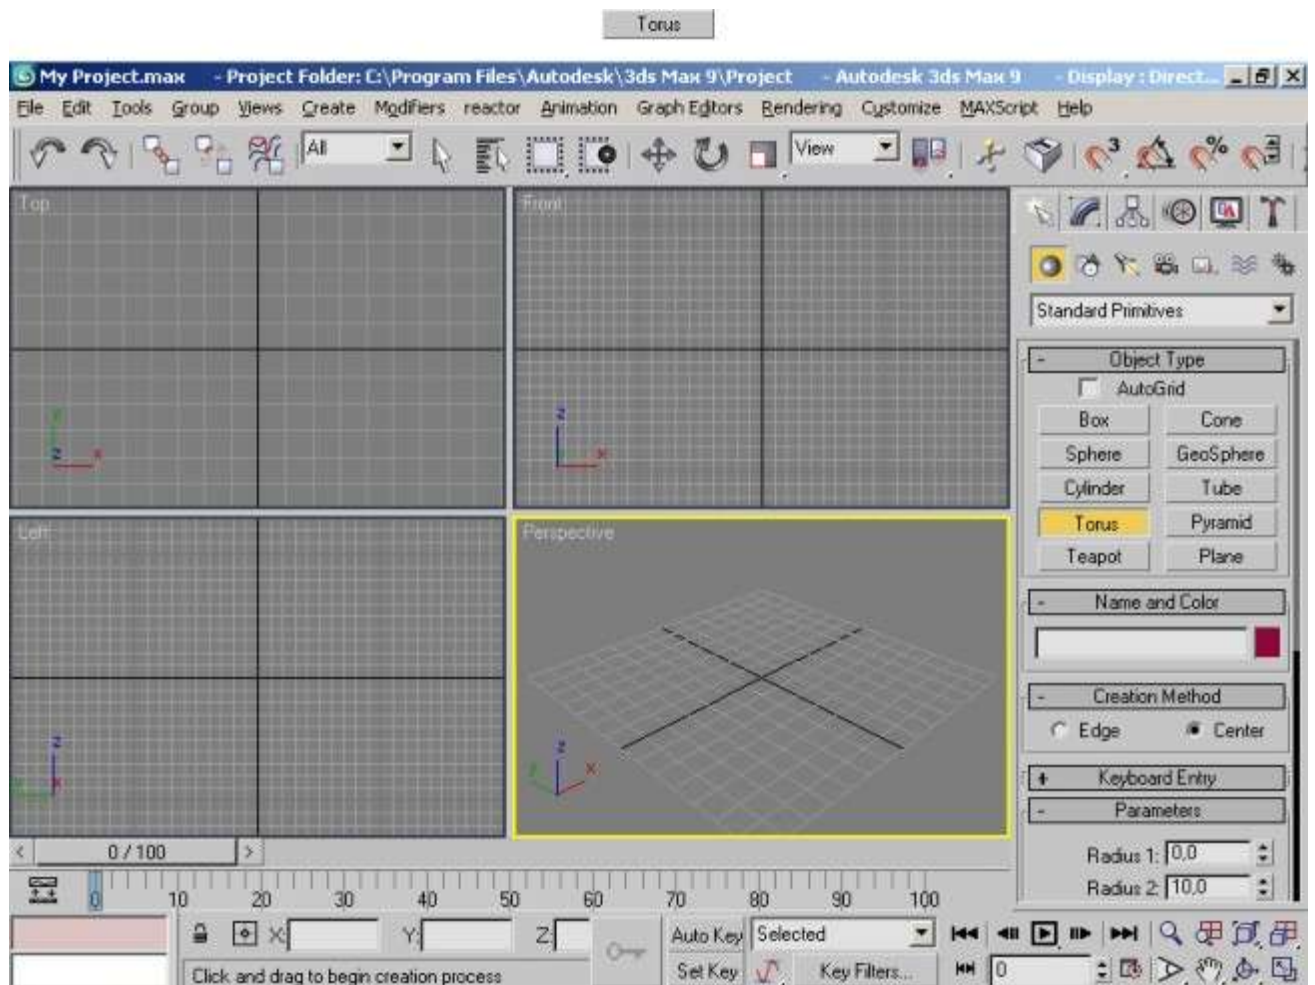 Torus
My Project.max - Project Folder: C:\Program Files\Autodesk\3ds Max 9\Project - Autodesk 3ds Max 9 - Display : Direct...
File Edit Tools Group Views Create Modifiers reactor Animation Graph Editors Rendering Customize MAXScript Help
All View 3 %
Top Front
Standard Primitives
- Object Type
AutoGrid
Box Cone
Sphere GeoSphere
Cylinder Tube
Torus Pyramid
Teapot Plane
y z x z x
Left Perspective
- Name and Color
- Creation Method
Edge Center
+ Keyboard Entry
- Parameters
Radius 1: 0,0
Radius 2: 10,0
z x z y x
< 0 / 100 >
0 10 20 30 40 50 60 70 80 90 100
X: Y: Z: Auto Key Selected
Click and drag to begin creation process Set Key Key Filters... 0